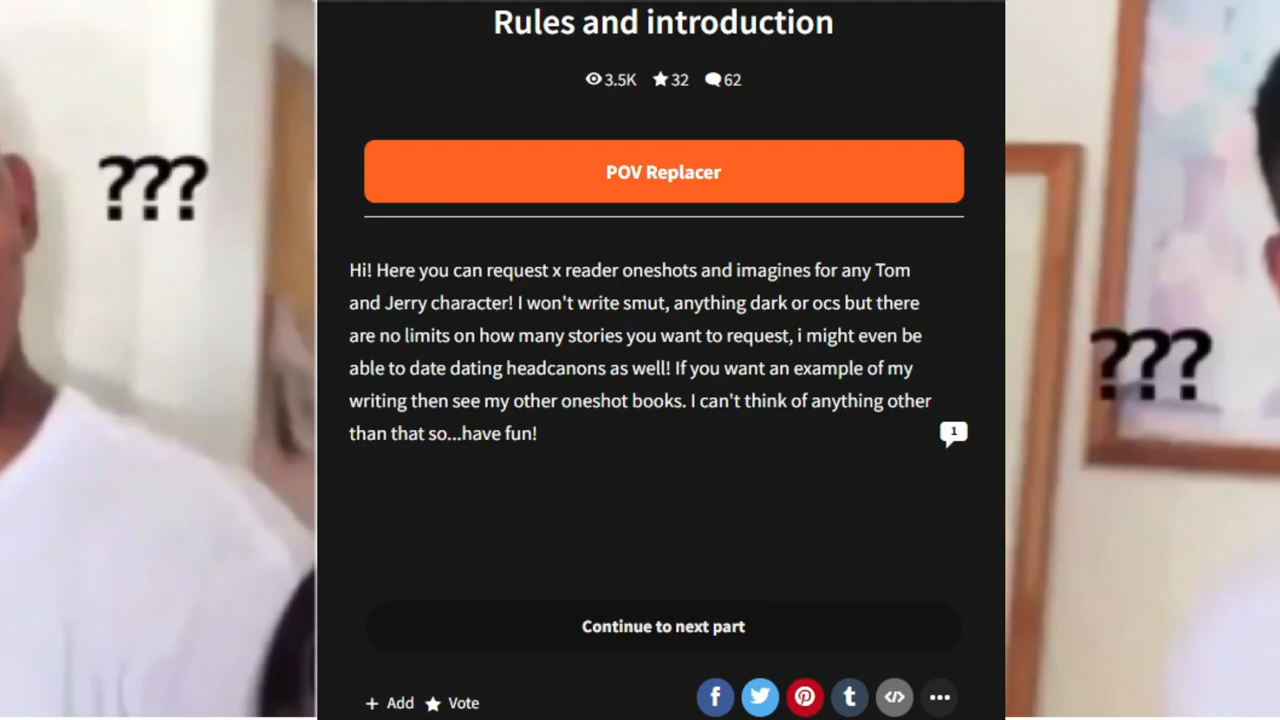 Rules and introduction
3.5K 32 62
???
POV Replacer
Hi! Here you can request x reader oneshots and imagines for any Tom
and Jerry character! I won't write smut, anything dark or ocs but there
are no limits on how many stories you want to request, i might even be
???
able to date dating headcanons as well! If you want an example of my
writing then see my other oneshot books. I can't think of anything other
than that so...have fun!
1
Continue to next part
+ Add Vote
f t </> •••